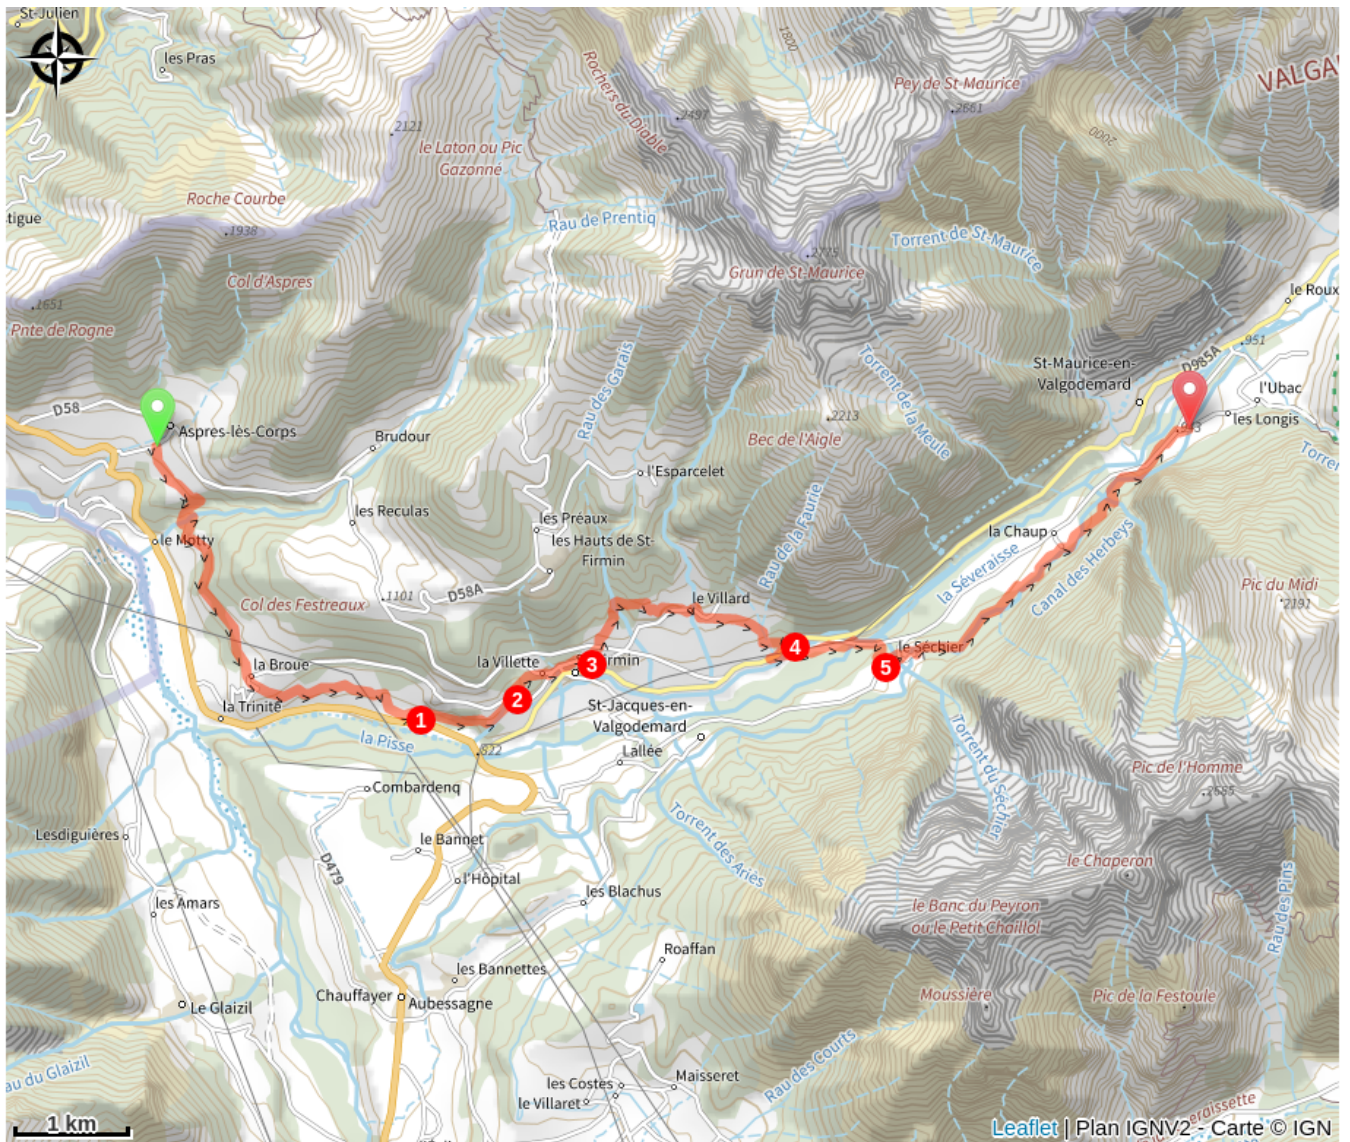 St-Julien
les Pras
1800
Rochers du Diable
2497
Pey de St-Maurice
2661
2000
2121
le Laton ou Pic
Gazonné
Roche Courbe
1938
Rau de Prentiq
Torrent de St-Maurice
2775
Grun de St-Maurice
Col d'Aspres
1651
Pnte de Rogne
le Roux
951
D985A
St-Maurice-en-
Valgodemard
l'Ubac
les Longis
D58
Aspres-lès-Corps
Brudour
Rau des Garais
Torrent de la Meule
2213
Bec de l'Aigle
l'Esparcelet
les Reculas
les Préaux
les Hauts de St-
Firmin
Rau de la Faurie
la Chaup
la Séveraisse
Canal des Herbeys
Pic du Midi
2191
le Motty
1101
D58A
Col des Festreaux
le Villard
la Broue
la Villette
3
4
le Séchier
5
2
1
la Trinité
St-Jacques-en-
Valgodemard
la Pisse
822
Lallée
Combardenq
Torrent du Séchier
Pic de l'Homme
2685
Torrent des Ariès
Lesdiguières
le Bannet
D479
l'Hôpital
le Chaperon
les Blachus
le Banc du Peyron
ou le Petit Chaillol
Rau des Pins
les Amars
Roaffan
les Bannettes
Chauffayer
Aubessagne
Le Glaizil
Moussière
Pic de la Festoule
Rau des Courts
les Costes
Maisseret
le Villaret
1 km
Leaflet | Plan IGNV2 - Carte © IGN